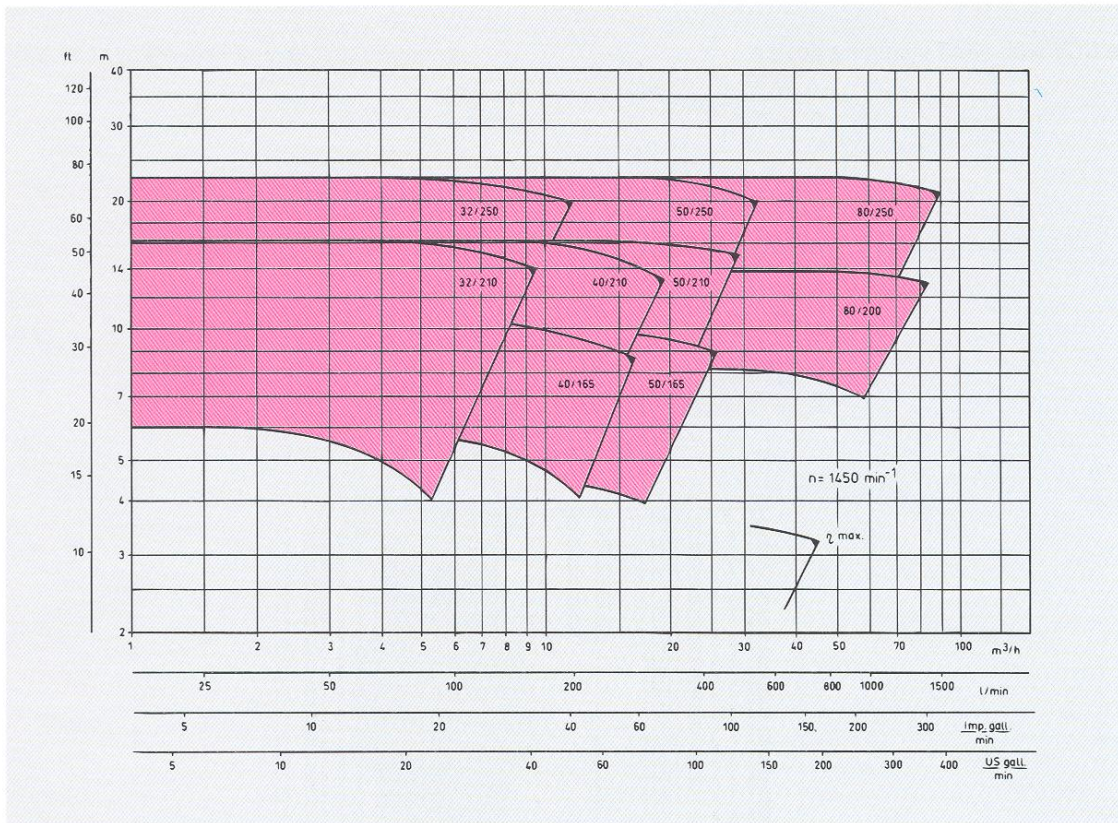 ft m
40
120
100
30
80
20
60
50
14
40
10
30
7
20
5
15
4
10
3
2
32/250 50/250 80/250
32/210 40/210 50/210
80/200
40/165 50/165
n= 1450 min-1
η max.
1 2 3 4 5 6 7 8 9 10 20 30 40 50 70 100 m3/h
25 50 100 200 400 600 800 1000 1500 l/min
5 10 20 40 60 100 150. 200 300 imp. gall. min
5 10 20 40 60 100 150 200 300 400 US gall. min